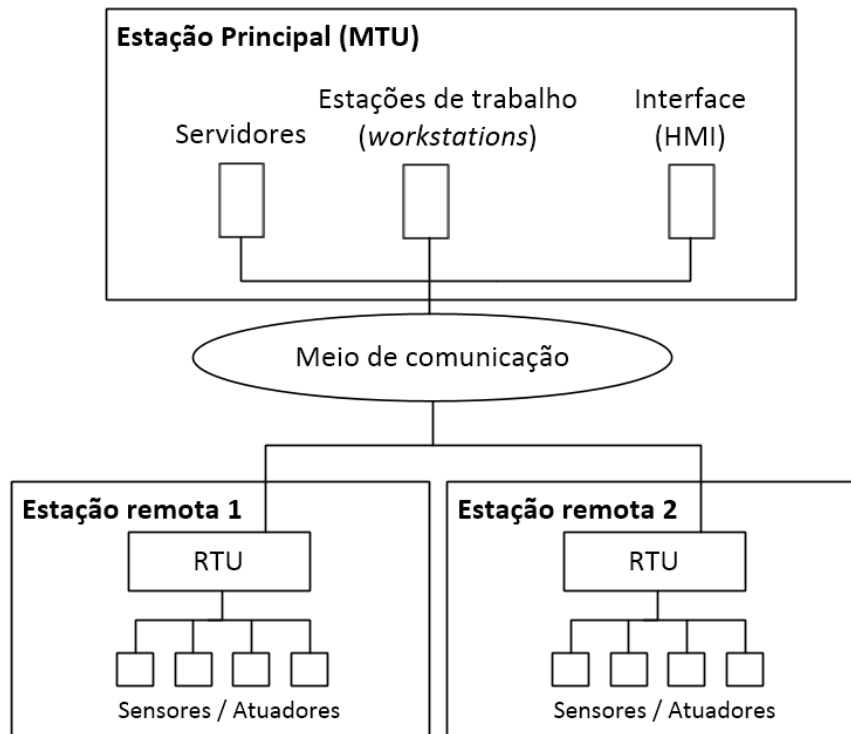 Estação Principal (MTU)
Servidores
Estações de trabalho
(workstations)
Interface
(HMI)
Meio de comunicação
Estação remota 1
RTU
Sensores / Atuadores
Estação remota 2
RTU
Sensores / Atuadores